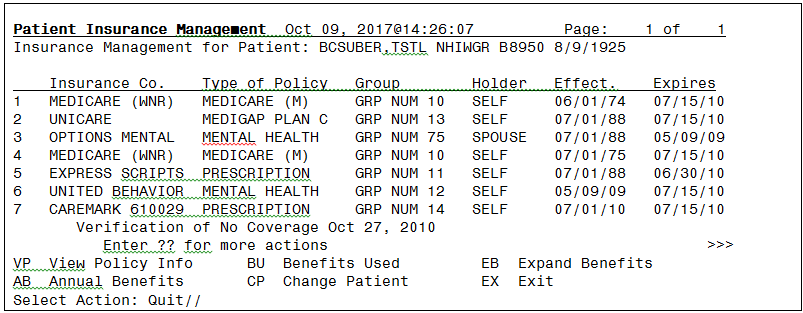 Patient Insurance Management  Oct 09, 2017@14:26:07          Page:    1 of    1
Insurance Management for Patient: BCSUBER,TSTL NHIWGR B8950 8/9/1925
    Insurance Co.    Type of Policy   Group        Holder   Effect.    Expires
1   MEDICARE (WNR)   MEDICARE (M)     GRP NUM 10   SELF     06/01/74   07/15/10
2   UNICARE          MEDIGAP PLAN C   GRP NUM 13   SELF     07/01/88   07/15/10
3   OPTIONS MENTAL   MENTAL HEALTH    GRP NUM 75   SPOUSE   07/01/88   05/09/09
4   MEDICARE (WNR)   MEDICARE (M)     GRP NUM 10   SELF     07/01/75   07/15/10
5   EXPRESS SCRIPTS  PRESCRIPTION     GRP NUM 11   SELF     07/01/88   06/30/10
6   UNITED BEHAVIOR  MENTAL HEALTH    GRP NUM 12   SELF     05/09/09   07/15/10
7   CAREMARK 610029  PRESCRIPTION     GRP NUM 14   SELF     07/01/10   07/15/10
       Verification of No Coverage Oct 27, 2010
          Enter ?? for more actions                                          >>>
VP  View Policy Info      BU  Benefits Used         EB  Expand Benefits
AB  Annual Benefits       CP  Change Patient        EX  Exit
Select Action: Quit//